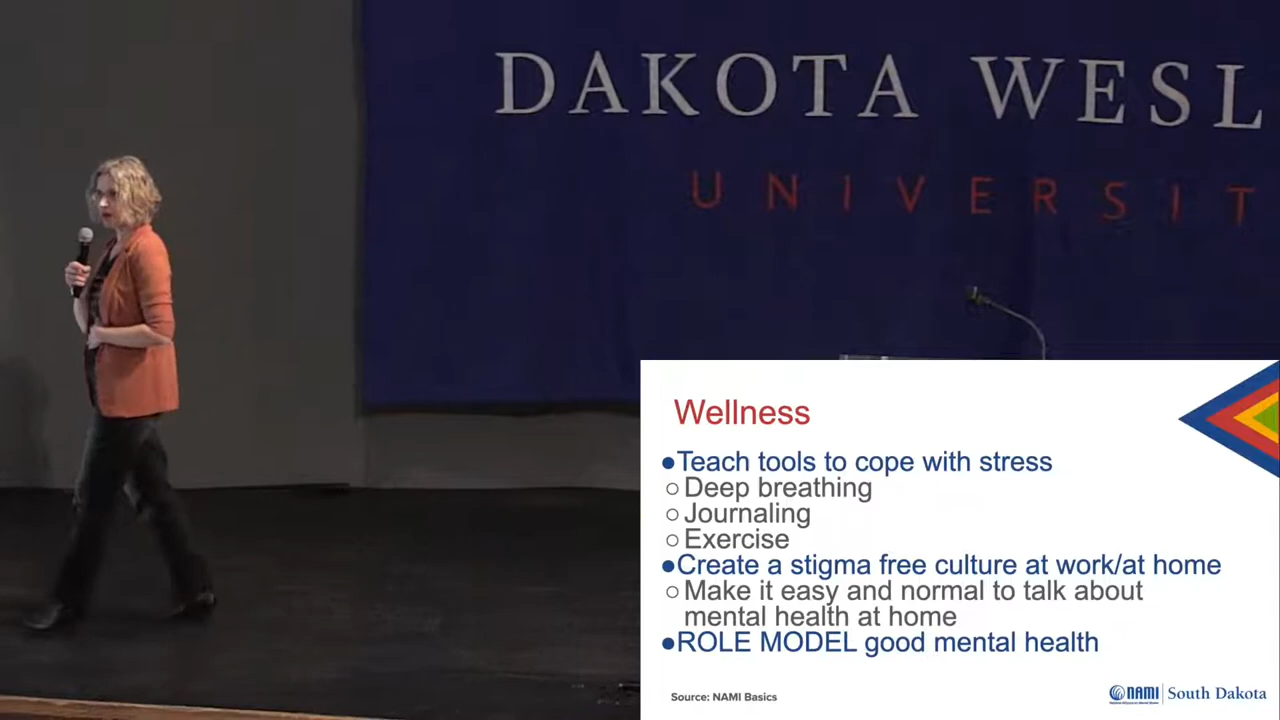 DAKOTA WESL
UNIVERSIT
Wellness
●Teach tools to cope with stress
○Deep breathing
○Journaling
○Exercise
●Create a stigma free culture at work/at home
○Make it easy and normal to talk about
mental health at home
●ROLE MODEL good mental health
Source: NAMI Basics
NAMI South Dakota